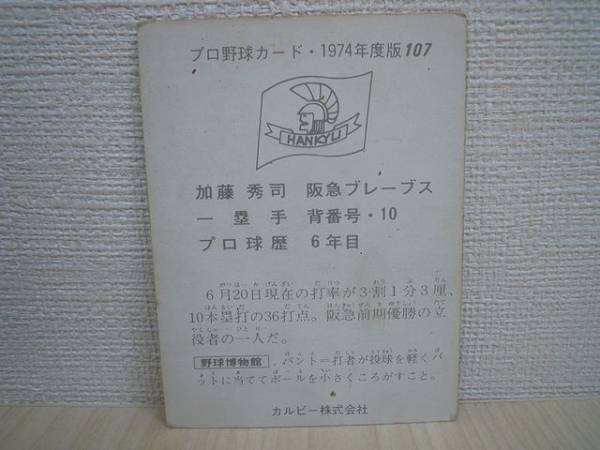 プロ野球カード・1974年度版 107
HANKYU
加藤 秀司 阪急ブレーブス
一塁手 背番号・10
プロ球歴 6年目
6月20日現在の打率が3割1分3厘、
10本塁打の36打点。阪急前期優勝の立
役者の一人だ。
野球博物館 . バント=打者が投球を軽くバ
ットに当ててボールを小さくころがすこと。
カルビー株式会社